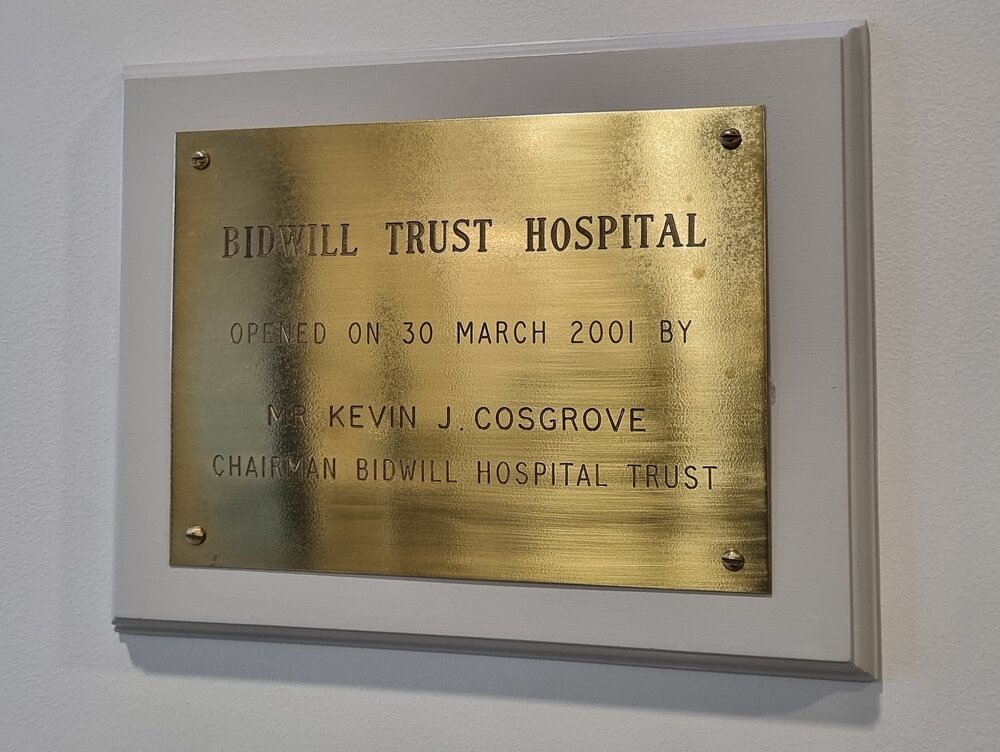 BIDWILL TRUST HOSPITAL
OPENED ON 30 MARCH 2001 BY
MR KEVIN J. COSGROVE
CHAIRMAN BIDWILL HOSPITAL TRUST